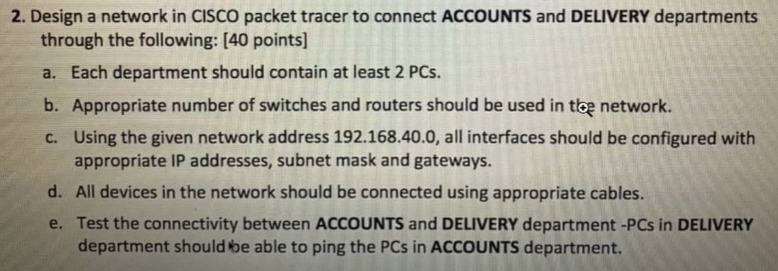 2. Design a network in CISCO packet tracer to connect ACCOUNTS and DELIVERY departments
through the following: [40 points]
a. Each department should contain at least 2 PCs.
b. Appropriate number of switches and routers should be used in the network.
c. Using the given network address 192.168.40.0, all interfaces should be configured with
appropriate IP addresses, subnet mask and gateways.
d. All devices in the network should be connected using appropriate cables.
e. Test the connectivity between ACCOUNTS and DELIVERY department -PCs in DELIVERY
department should be able to ping the PCs in ACCOUNTS department.